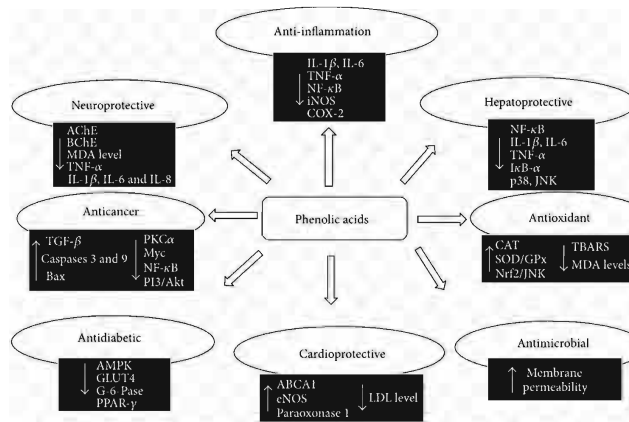 Anti-inflammation
IL-1β, IL-6
TNF-α
NF-κB
iNOS
COX-2
Neuroprotective
AChE
BChE
MDA level
TNF-α
IL-1β, IL-6 and IL-8
Hepatoprotective
NF-κB
IL-1β, IL-6
TNF-α
IκB-α
p38, JNK
Phenolic acids
Anticancer
TGF-β
Caspases 3 and 9
Bax
PKCα
Myc
NF-κB
PI3/Akt
Antioxidant
CAT
SOD/GPx
Nrf2/JNK
TBARS
MDA levels
Antidiabetic
AMPK
GLUT4
G-6 Pase
PPAR-γ
Cardioprotective
ABCA1
eNOS
Paraoxonase 1
LDL level
Antimicrobial
Membrane
permeability